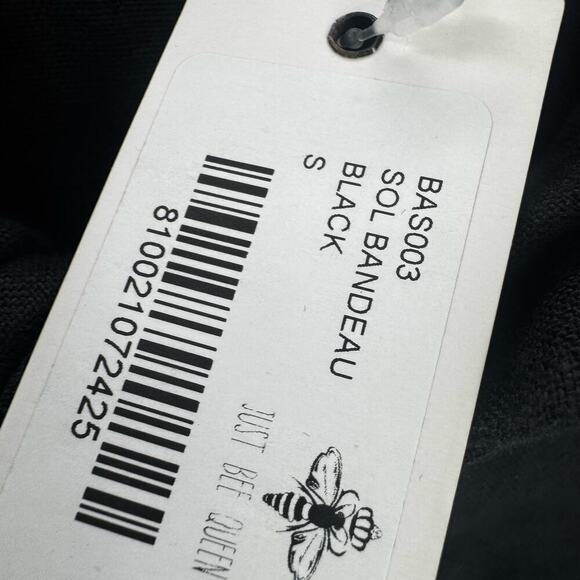 BAS003
SOL BANDEAU
BLACK
S
810021072425
JUST BEE QUEEN